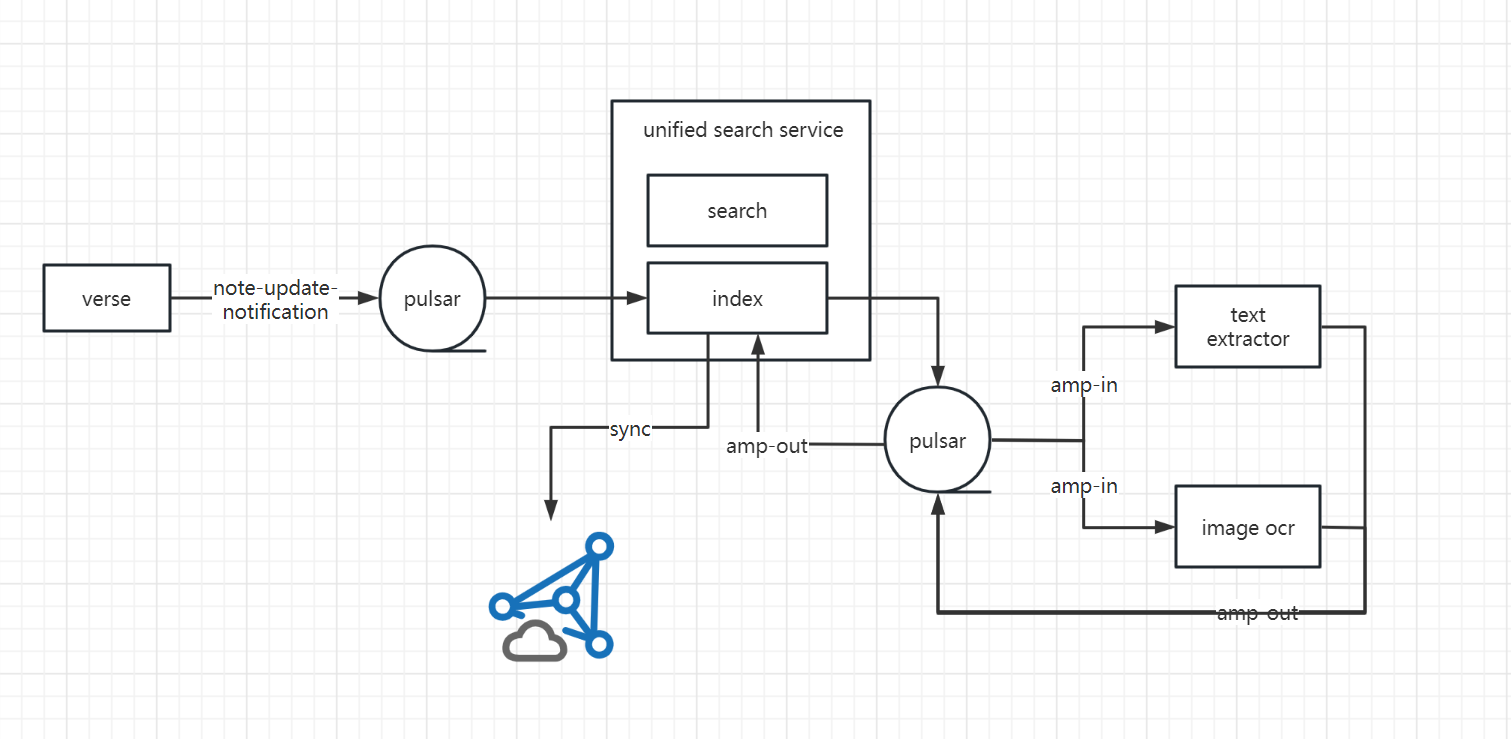 unified search service
search
verse
note-update-
notification
pulsar
index
text
extractor
amp-in
sync
amp-out
pulsar
amp-in
image ocr
amp-out